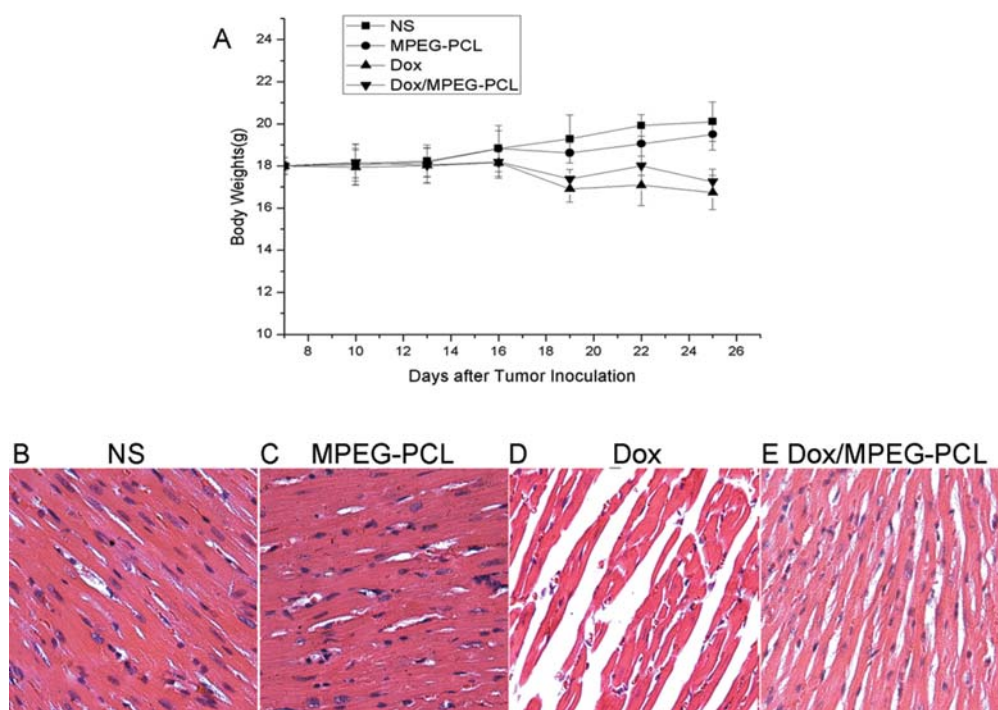 A
NS
MPEG-PCL
Dox
Dox/MPEG-PCL
24
22
20
18
16
14
12
10
Body Weights(g)
8 10 12 14 16 18 20 22 24 26
Days after Tumor Inoculation
B NS
C MPEG-PCL
D Dox
E Dox/MPEG-PCL